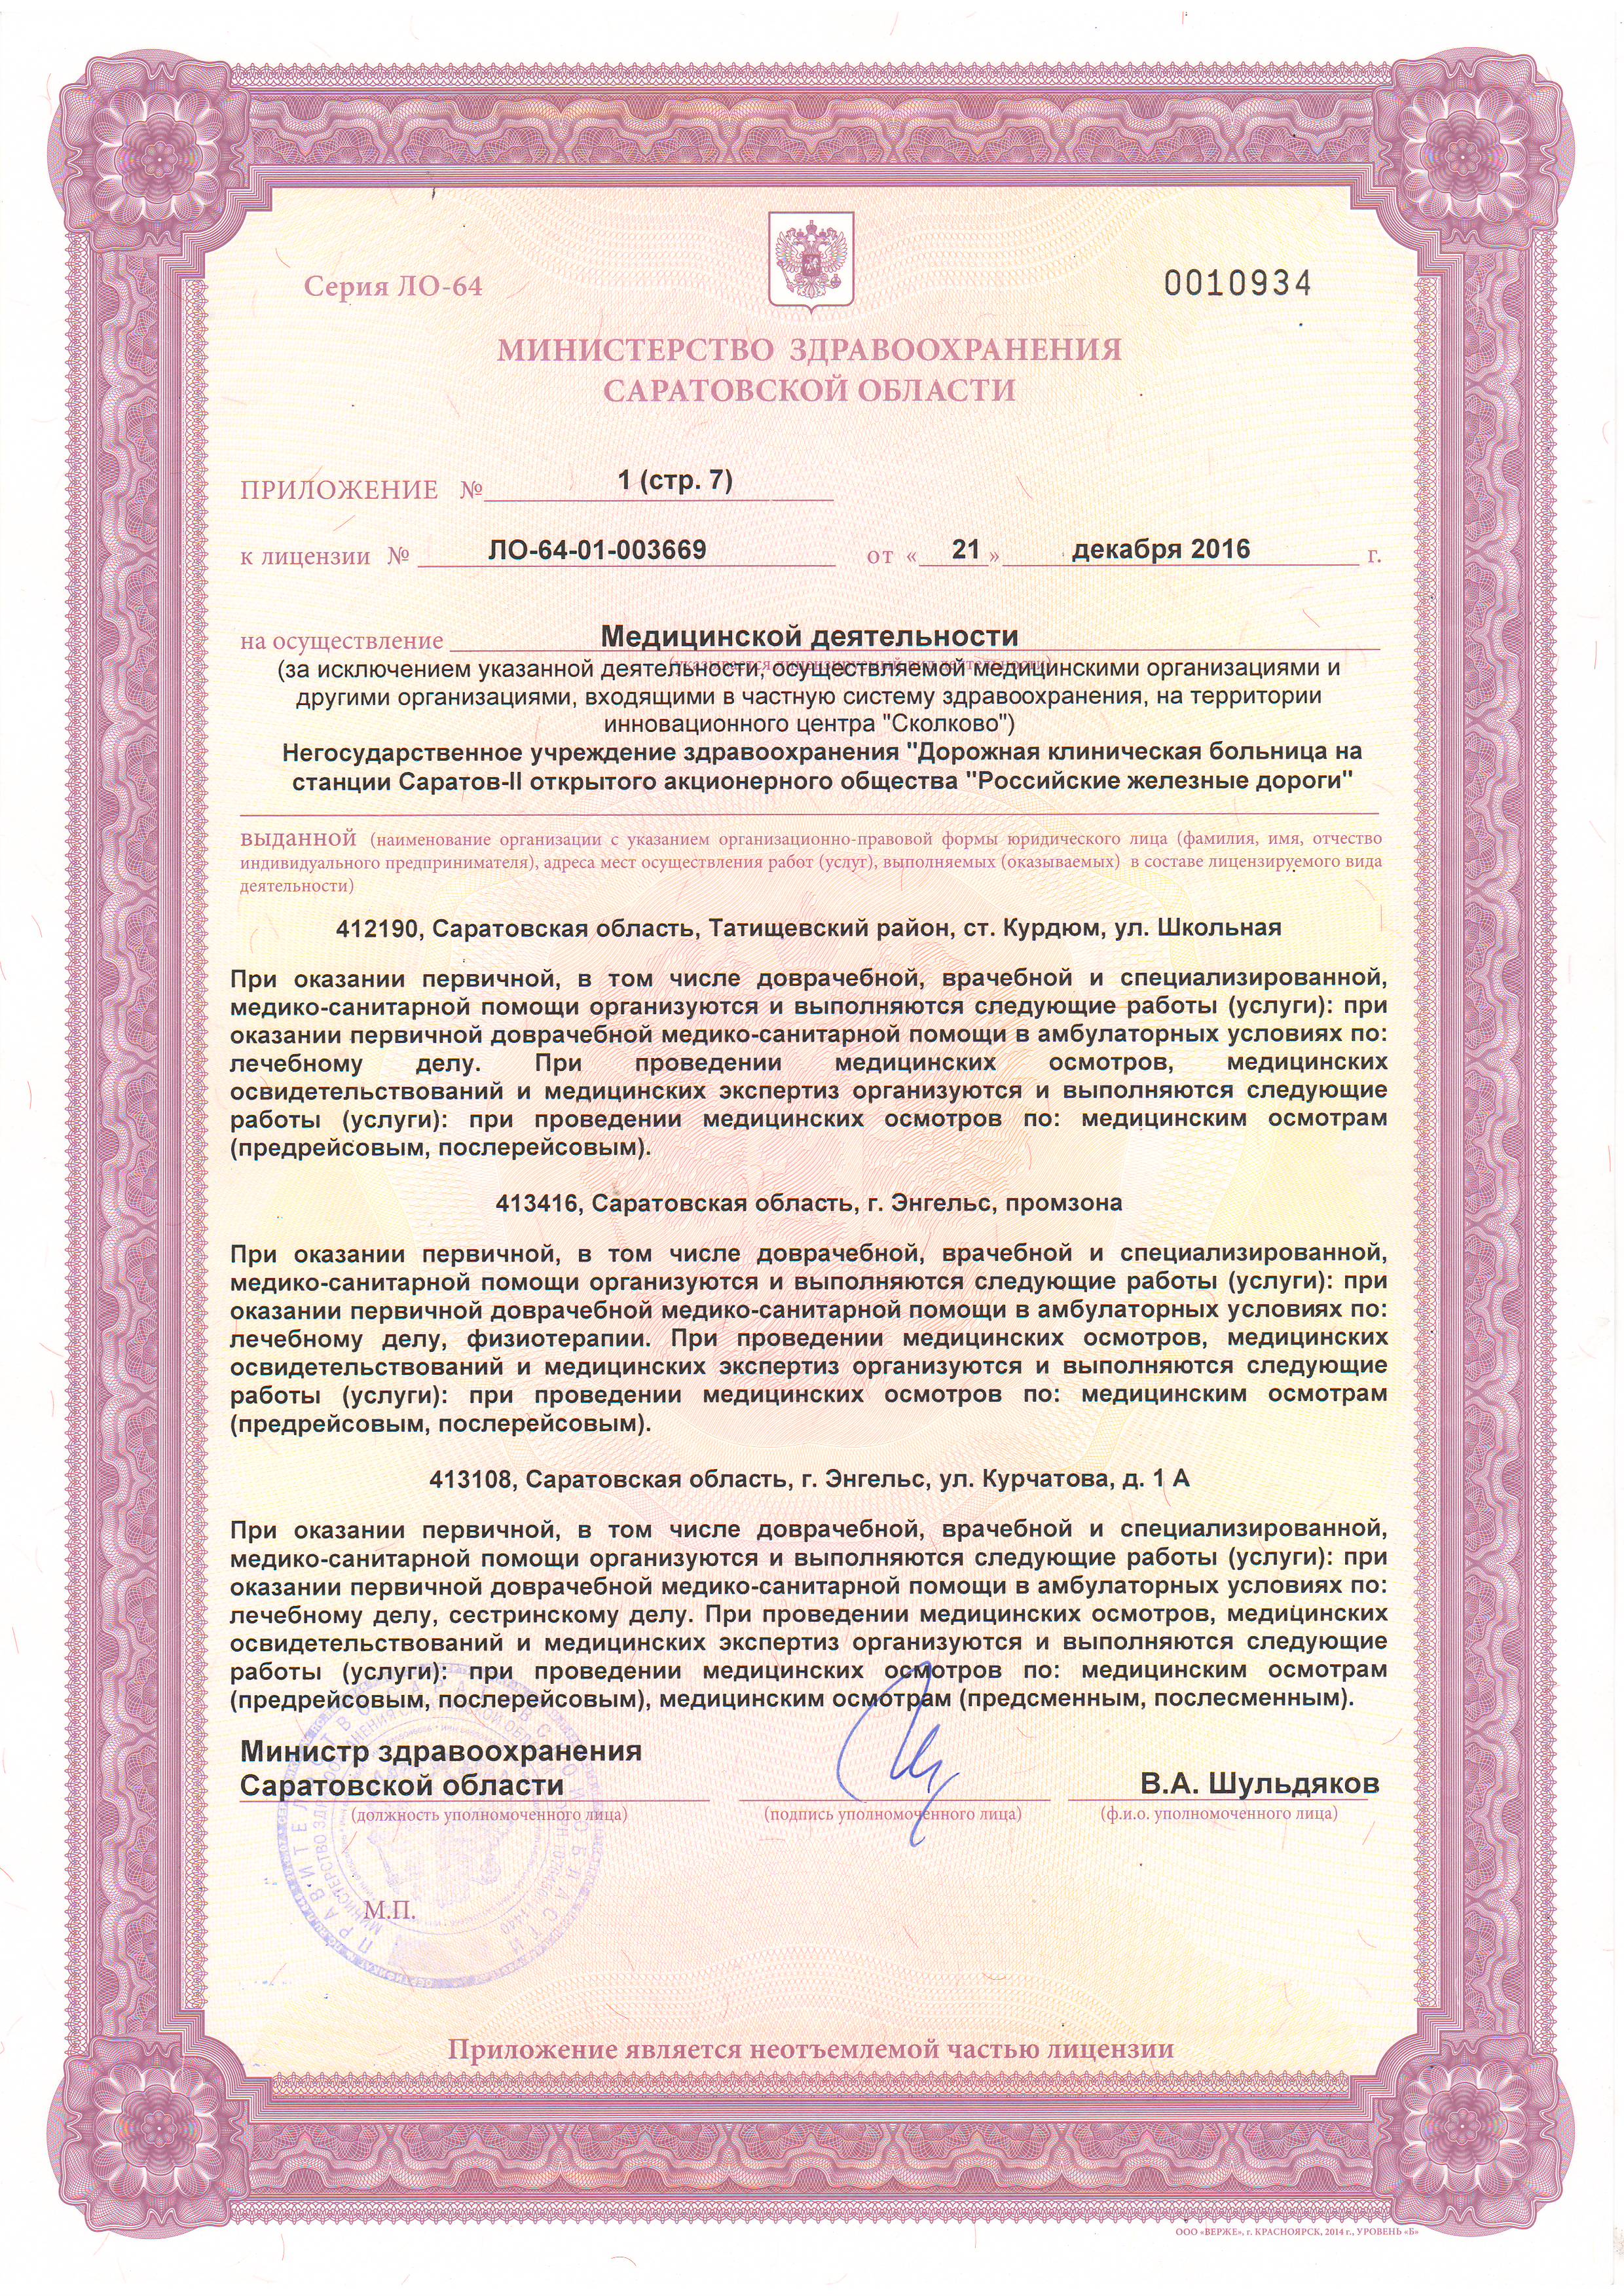 Серия ЛО-64
0010934
МИНИСТЕРСТВО ЗДРАВООХРАНЕНИЯ
САРАТОВСКОЙ ОБЛАСТИ
ПРИЛОЖЕНИЕ № 1 (стр. 7)
к лицензии № ЛО-64-01-003669 от « 21 » декабря 2016 г.
на осуществление Медицинской деятельности
(указывается лицензируемый вид деятельности)
(за исключением указанной деятельности, осуществляемой медицинскими организациями и
другими организациями, входящими в частную систему здравоохранения, на территории
инновационного центра "Сколково")
Негосударственное учреждение здравоохранения "Дорожная клиническая больница на
станции Саратов-II открытого акционерного общества "Российские железные дороги"
выданной (наименование организации с указанием организационно-правовой формы юридического лица (фамилия, имя, отчество
индивидуального предпринимателя), адреса мест осуществления работ (услуг), выполняемых (оказываемых) в составе лицензируемого вида
деятельности)
412190, Саратовская область, Татищевский район, ст. Курдюм, ул. Школьная
При оказании первичной, в том числе доврачебной, врачебной и специализированной,
медико-санитарной помощи организуются и выполняются следующие работы (услуги): при
оказании первичной доврачебной медико-санитарной помощи в амбулаторных условиях по:
лечебному делу. При проведении медицинских осмотров, медицинских
освидетельствований и медицинских экспертиз организуются и выполняются следующие
работы (услуги): при проведении медицинских осмотров по: медицинским осмотрам
(предрейсовым, послерейсовым).
413416, Саратовская область, г. Энгельс, промзона
При оказании первичной, в том числе доврачебной, врачебной и специализированной,
медико-санитарной помощи организуются и выполняются следующие работы (услуги): при
оказании первичной доврачебной медико-санитарной помощи в амбулаторных условиях по:
лечебному делу, физиотерапии. При проведении медицинских осмотров, медицинских
освидетельствований и медицинских экспертиз организуются и выполняются следующие
работы (услуги): при проведении медицинских осмотров по: медицинским осмотрам
(предрейсовым, послерейсовым).
413108, Саратовская область, г. Энгельс, ул. Курчатова, д. 1 А
При оказании первичной, в том числе доврачебной, врачебной и специализированной,
медико-санитарной помощи организуются и выполняются следующие работы (услуги): при
оказании первичной доврачебной медико-санитарной помощи в амбулаторных условиях по:
лечебному делу, сестринскому делу. При проведении медицинских осмотров, медицинских
освидетельствований и медицинских экспертиз организуются и выполняются следующие
работы (услуги): при проведении медицинских осмотров по: медицинским осмотрам
(предрейсовым, послерейсовым), медицинским осмотрам (предсменным, послесменным).
Министр здравоохранения
Саратовской области
В.А. Шульдяков
(должность уполномоченного лица)
(подпись уполномоченного лица)
(ф.и.о. уполномоченного лица)
ПРАВИТЕЛЬСТВО САРАТОВСКОЙ ОБЛАСТИ
М.П.
Приложение является неотъемлемой частью лицензии
ООО «ВЕРЖЕ», г. КРАСНОЯРСК, 2014 г., УРОВЕНЬ «Б»